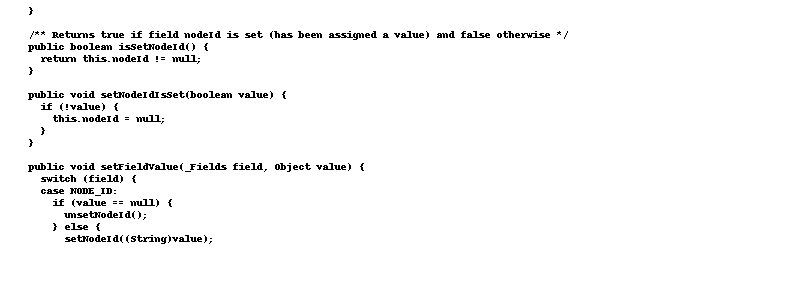 }
/** Returns true if field nodeId is set (has been assigned a value) and false otherwise */
public boolean isSetNodeId() {
return this.nodeId != null;
}
public void setNodeIdIsSet(boolean value) {
if (!value) {
this.nodeId = null;
}
}
public void setFieldValue(_Fields field, Object value) {
switch (field) {
case NODE_ID:
if (value == null) {
unsetNodeId();
} else {
setNodeId((String)value);